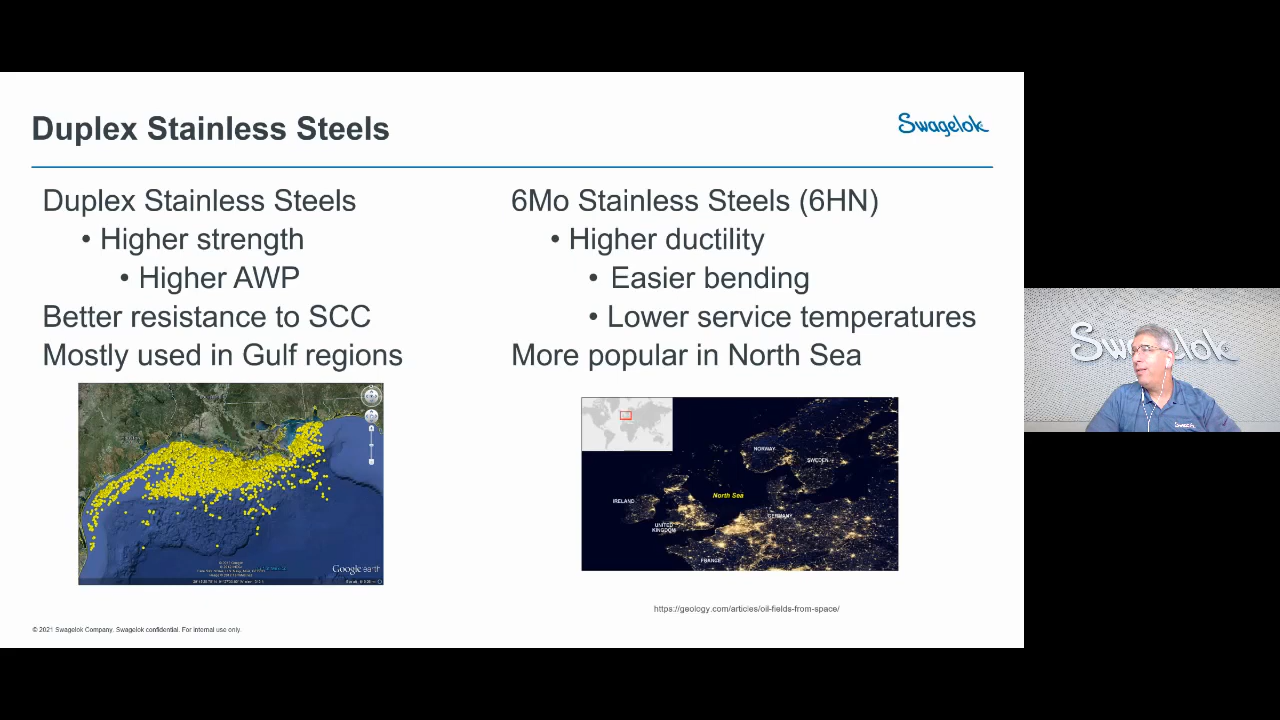 Duplex Stainless Steels
Swagelok
Duplex Stainless Steels
• Higher strength
• Higher AWP
Better resistance to SCC
Mostly used in Gulf regions
6Mo Stainless Steels (6HN)
• Higher ductility
• Easier bending
• Lower service temperatures
More popular in North Sea
Google earth
NORWAY
SWEDEN
North Sea
IRELAND
UNITED
KINGDOM
GERMANY
FRANCE
https://geology.com/articles/oil-fields-from-space/
© 2021 Swagelok Company. Swagelok confidential. For internal use only.
Swagelok
Swagelok